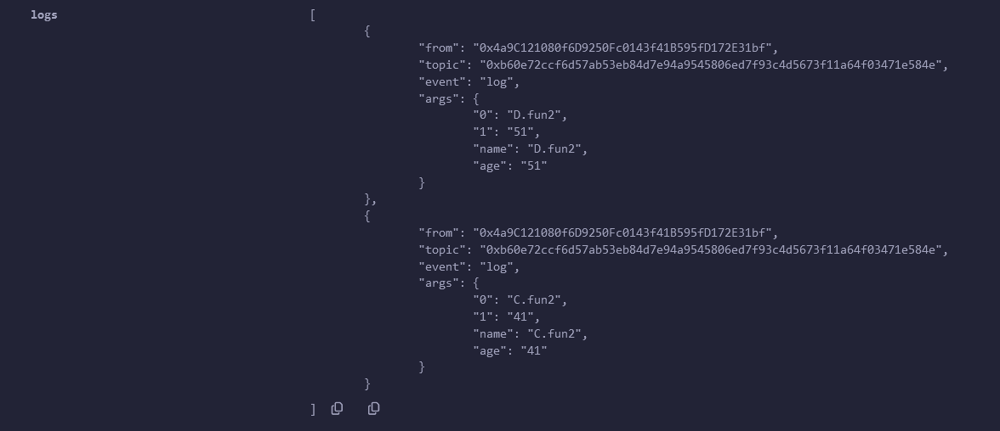 logs [
{
"from": "0x4a9C121080f6D9250Fc0143f41B595fD172E31bf",
"topic": "0xb60e72ccf6d57ab53eb84d7e94a9545806ed7f93c4d5673f11a64f03471e584e",
"event": "log",
"args": {
"0": "D.fun2",
"1": "51",
"name": "D.fun2",
"age": "51"
}
},
{
"from": "0x4a9C121080f6D9250Fc0143f41B595fD172E31bf",
"topic": "0xb60e72ccf6d57ab53eb84d7e94a9545806ed7f93c4d5673f11a64f03471e584e",
"event": "log",
"args": {
"0": "C.fun2",
"1": "41",
"name": "C.fun2",
"age": "41"
}
}
]